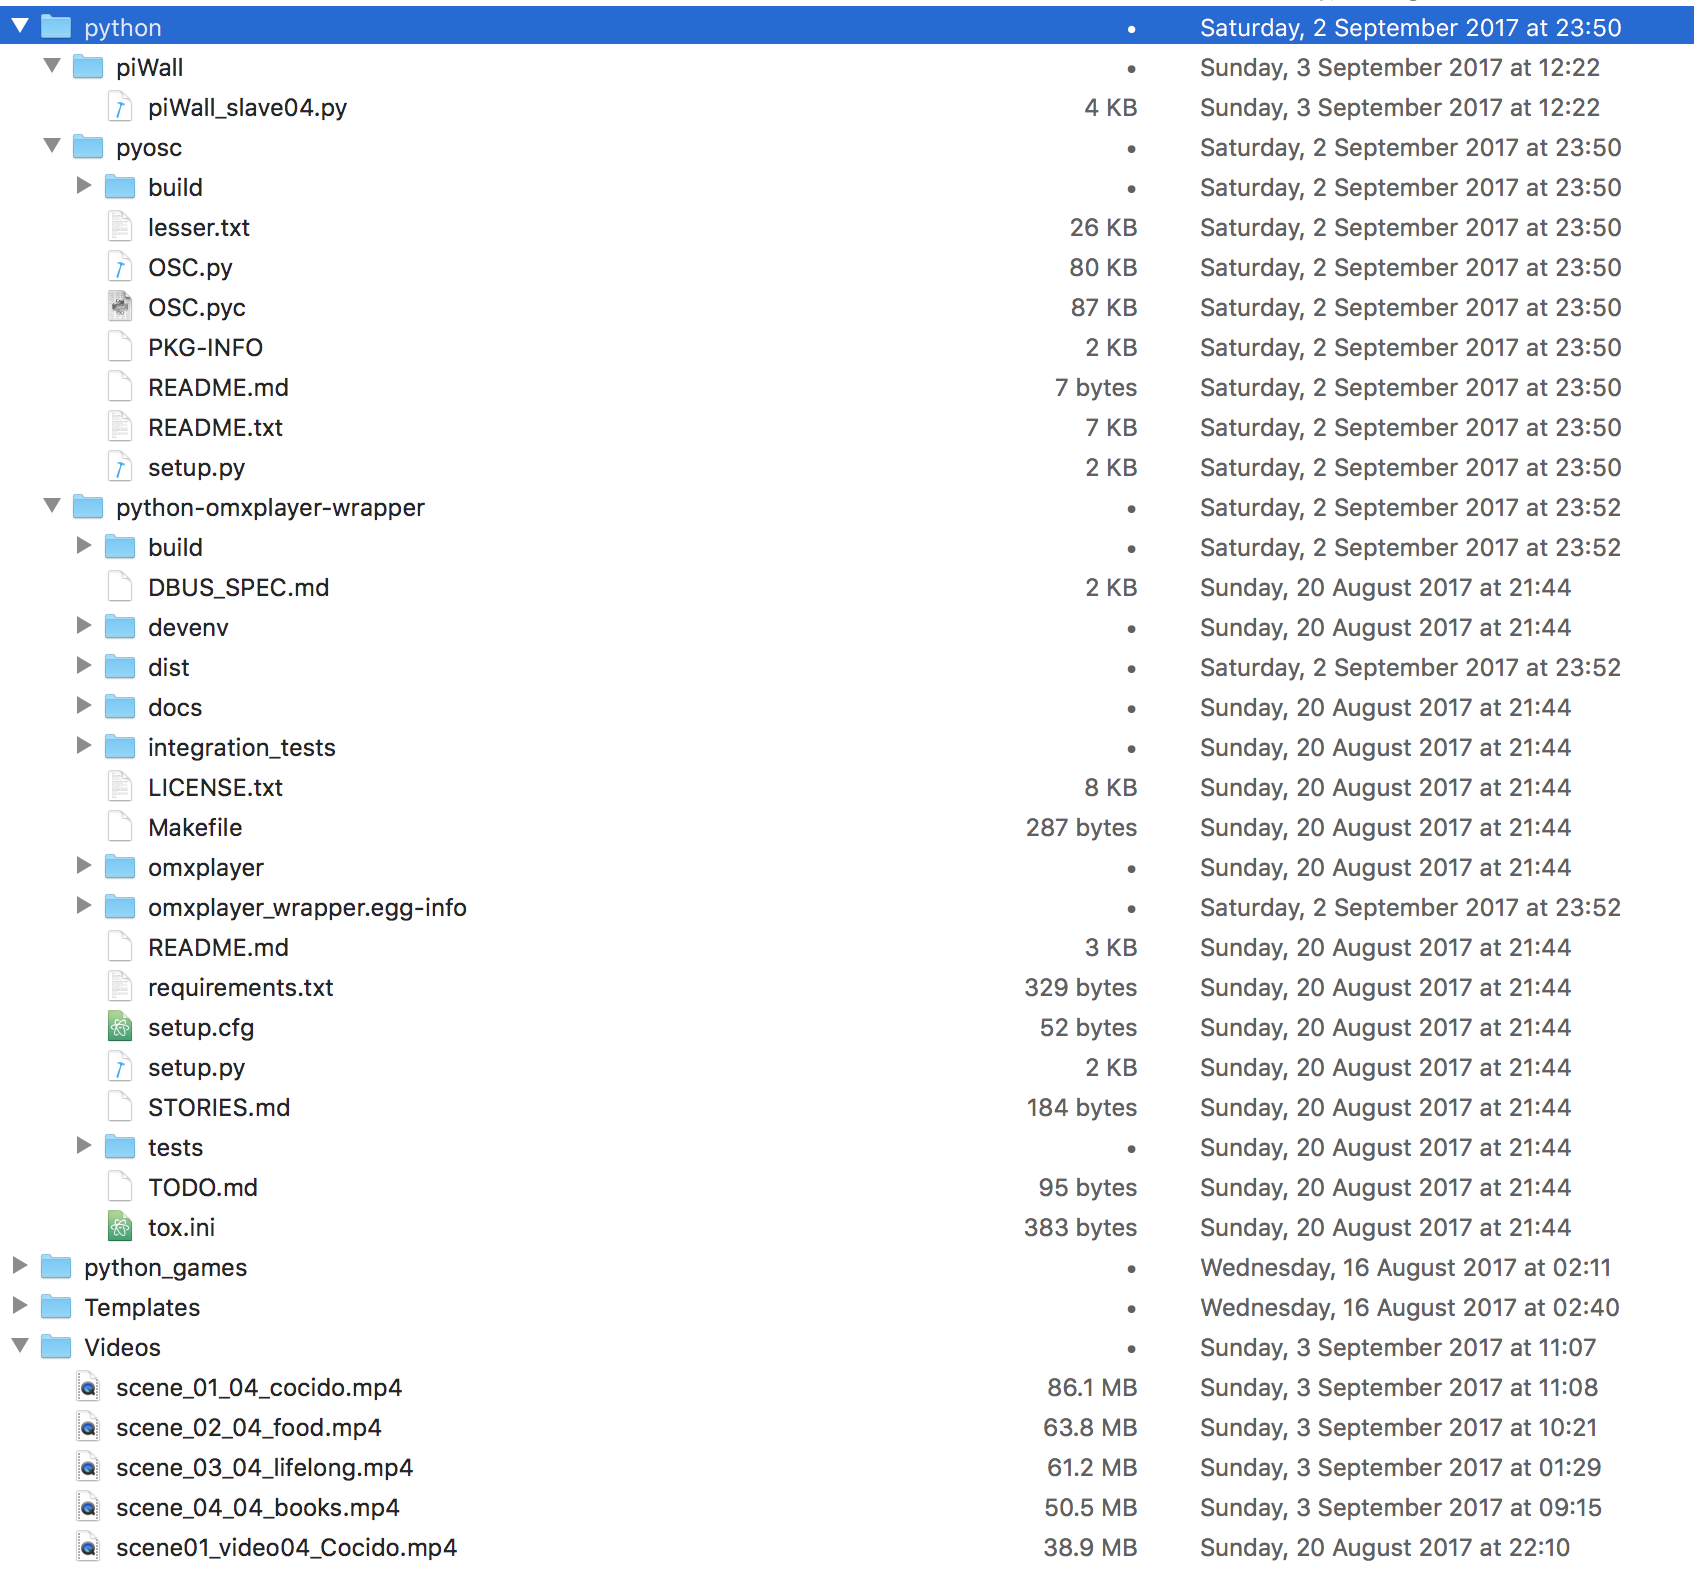 python • Saturday, 2 September 2017 at 23:50
piWall • Sunday, 3 September 2017 at 12:22
piWall_slave04.py 4 KB Sunday, 3 September 2017 at 12:22
pyosc • Saturday, 2 September 2017 at 23:50
build • Saturday, 2 September 2017 at 23:50
lesser.txt 26 KB Saturday, 2 September 2017 at 23:50
OSC.py 80 KB Saturday, 2 September 2017 at 23:50
OSC.pyc 87 KB Saturday, 2 September 2017 at 23:50
PKG-INFO 2 KB Saturday, 2 September 2017 at 23:50
README.md 7 bytes Saturday, 2 September 2017 at 23:50
README.txt 7 KB Saturday, 2 September 2017 at 23:50
setup.py 2 KB Saturday, 2 September 2017 at 23:50
python-omxplayer-wrapper • Saturday, 2 September 2017 at 23:52
build • Saturday, 2 September 2017 at 23:52
DBUS_SPEC.md 2 KB Sunday, 20 August 2017 at 21:44
devenv • Sunday, 20 August 2017 at 21:44
dist • Saturday, 2 September 2017 at 23:52
docs • Sunday, 20 August 2017 at 21:44
integration_tests • Sunday, 20 August 2017 at 21:44
LICENSE.txt 8 KB Sunday, 20 August 2017 at 21:44
Makefile 287 bytes Sunday, 20 August 2017 at 21:44
omxplayer • Sunday, 20 August 2017 at 21:44
omxplayer_wrapper.egg-info • Saturday, 2 September 2017 at 23:52
README.md 3 KB Sunday, 20 August 2017 at 21:44
requirements.txt 329 bytes Sunday, 20 August 2017 at 21:44
setup.cfg 52 bytes Sunday, 20 August 2017 at 21:44
setup.py 2 KB Sunday, 20 August 2017 at 21:44
STORIES.md 184 bytes Sunday, 20 August 2017 at 21:44
tests • Sunday, 20 August 2017 at 21:44
TODO.md 95 bytes Sunday, 20 August 2017 at 21:44
tox.ini 383 bytes Sunday, 20 August 2017 at 21:44
python_games • Wednesday, 16 August 2017 at 02:11
Templates • Wednesday, 16 August 2017 at 02:40
Videos • Sunday, 3 September 2017 at 11:07
scene_01_04_cocido.mp4 86.1 MB Sunday, 3 September 2017 at 11:08
scene_02_04_food.mp4 63.8 MB Sunday, 3 September 2017 at 10:21
scene_03_04_lifelong.mp4 61.2 MB Sunday, 3 September 2017 at 01:29
scene_04_04_books.mp4 50.5 MB Sunday, 3 September 2017 at 09:15
scene01_video04_Cocido.mp4 38.9 MB Sunday, 20 August 2017 at 22:10